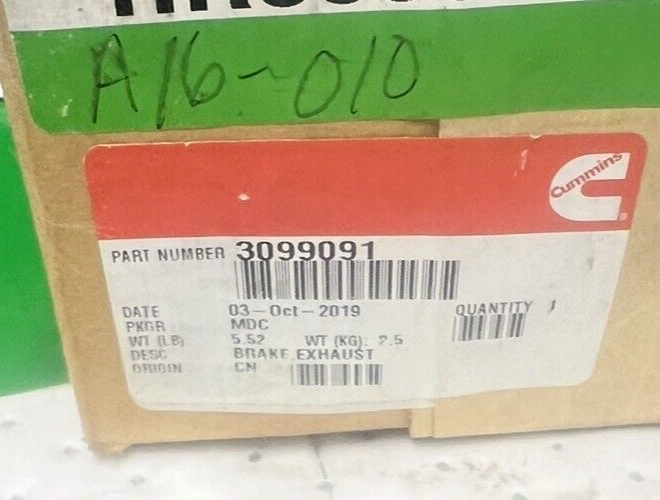 A16-010
Cummins
PART NUMBER 3099091
DATE 03-Oct-2019 QUANTITY 1
PKGR MDC
WT (LB) 5.52 WT (KG): 2.5
DESC BRAKE,EXHAUST
ORIGIN CN